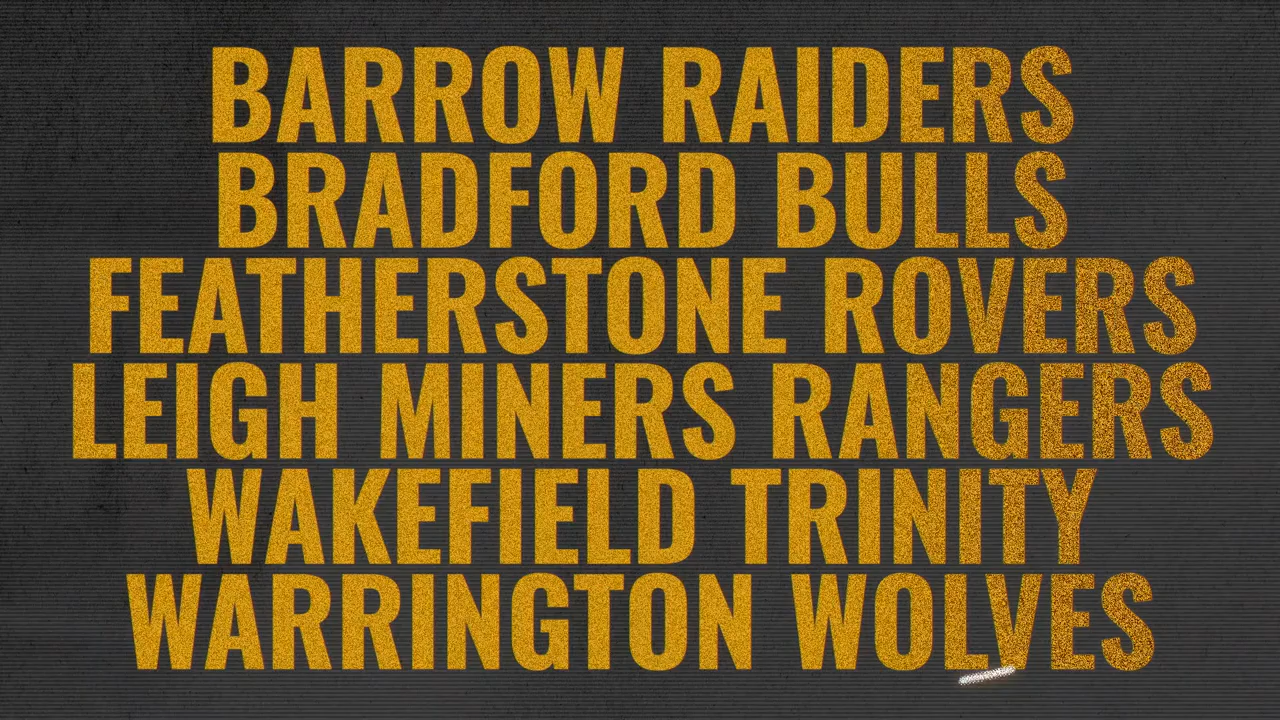 BARROW RAIDERS
BRADFORD BULLS
FEATHERSTONE ROVERS
LEIGH MINERS RANGERS
WAKEFIELD TRINITY
WARRINGTON WOLVES